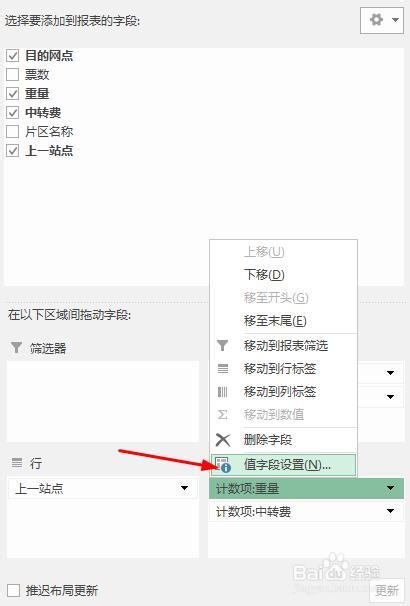 选择要添加到报表的字段:
目的网点
票数
重量
中转费
片区名称
上一站点
上移(U)
下移(D)
移至开头(G)
移至末尾(E)
移动到报表筛选
移动到行标签
移动到列标签
移动到数值
删除字段
值字段设置(N)...
在以下区域间拖动字段:
筛选器
行
上一站点
计数项:重量
计数项:中转费
推迟布局更新
更新
Baidu经验